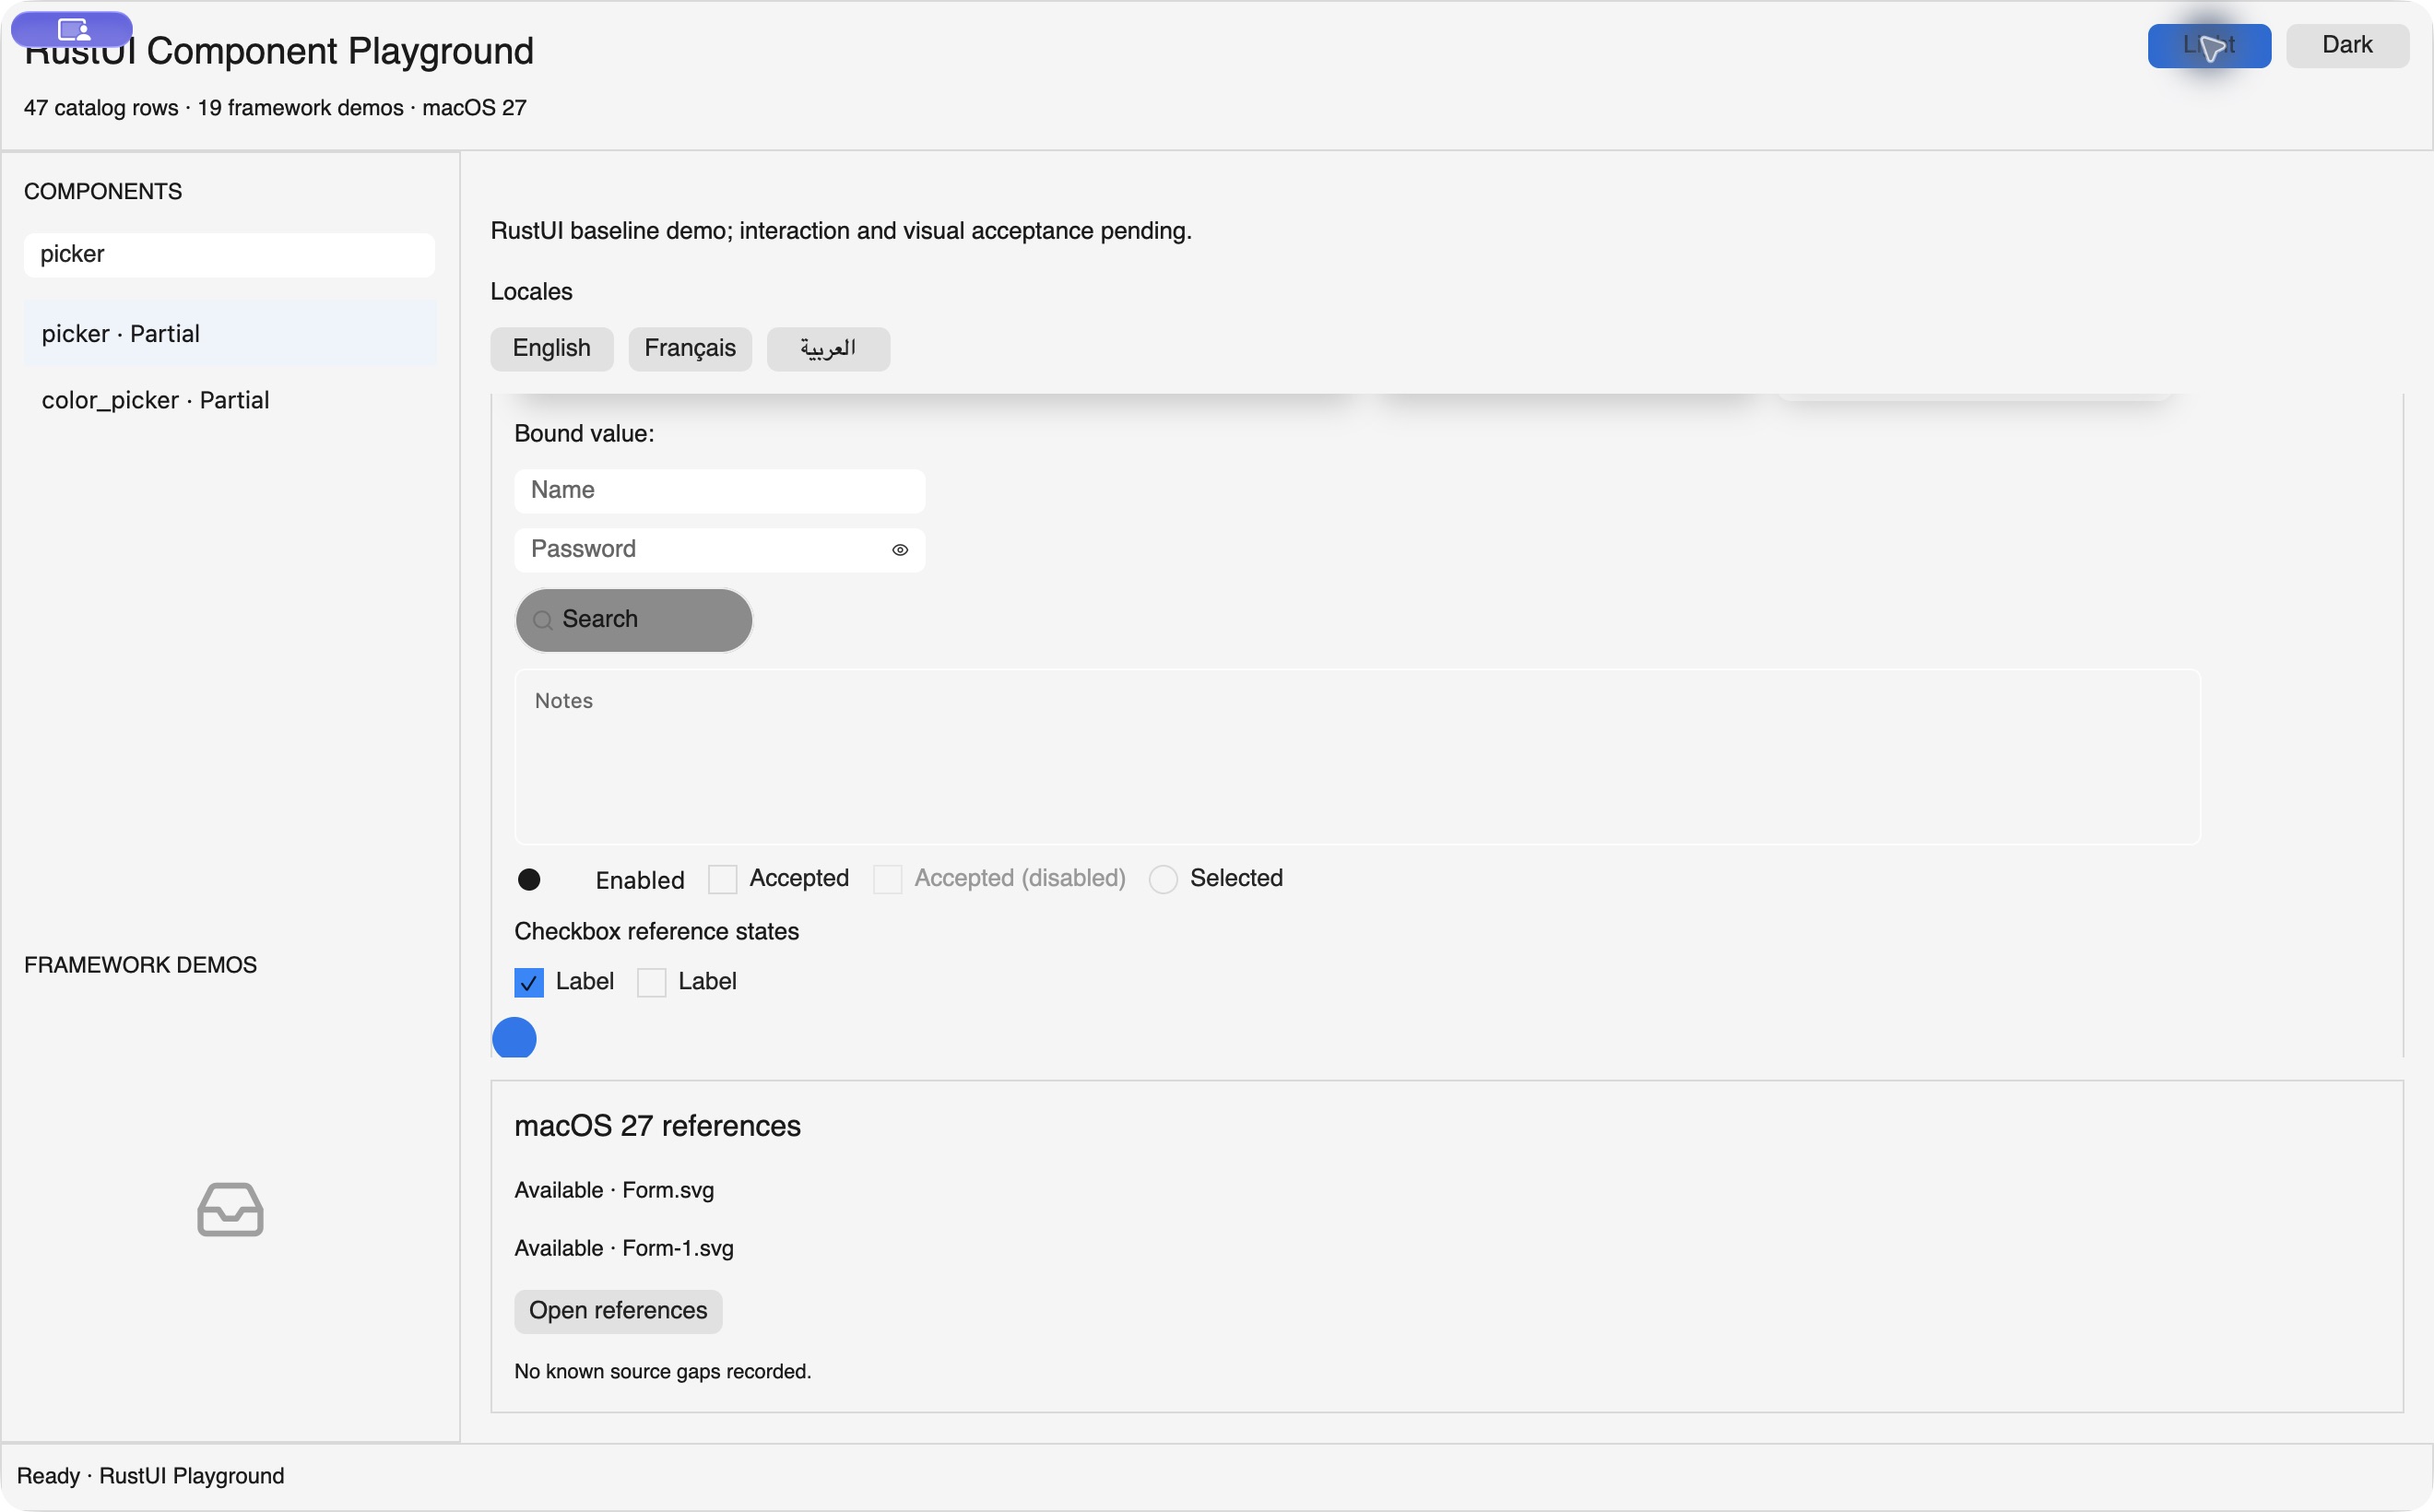 RustUI Component Playground
Dark
47 catalog rows · 19 framework demos · macOS 27
COMPONENTS
picker
picker · Partial
color_picker · Partial
FRAMEWORK DEMOS
RustUI baseline demo; interaction and visual acceptance pending.
Locales
English
Français
العربية
Bound value:
Name
Password
Search
Notes
Enabled
Accepted
Accepted (disabled)
Selected
Checkbox reference states
Label
Label
macOS 27 references
Available · Form.svg
Available · Form-1.svg
Open references
No known source gaps recorded.
Ready · RustUI Playground